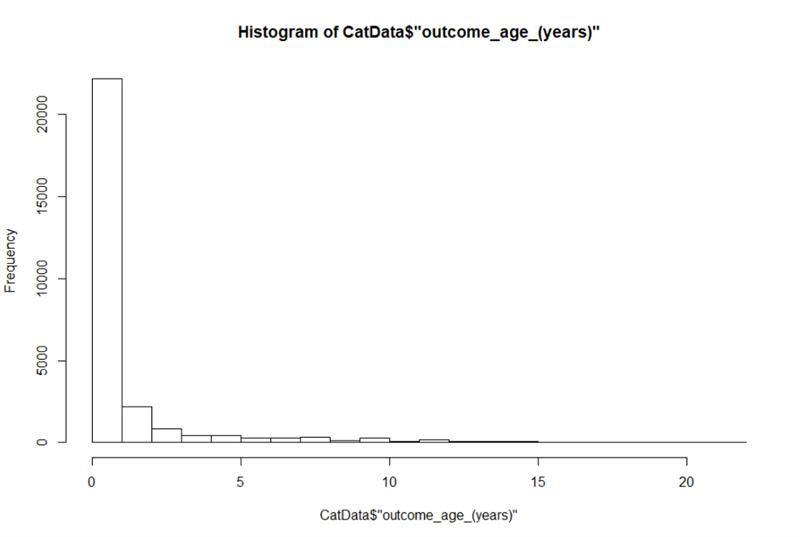 Histogram of CatData$"outcome_age_(years)"
Frequency
20000
15000
10000
5000
0
0 5 10 15 20
CatData$"outcome_age_(years)"